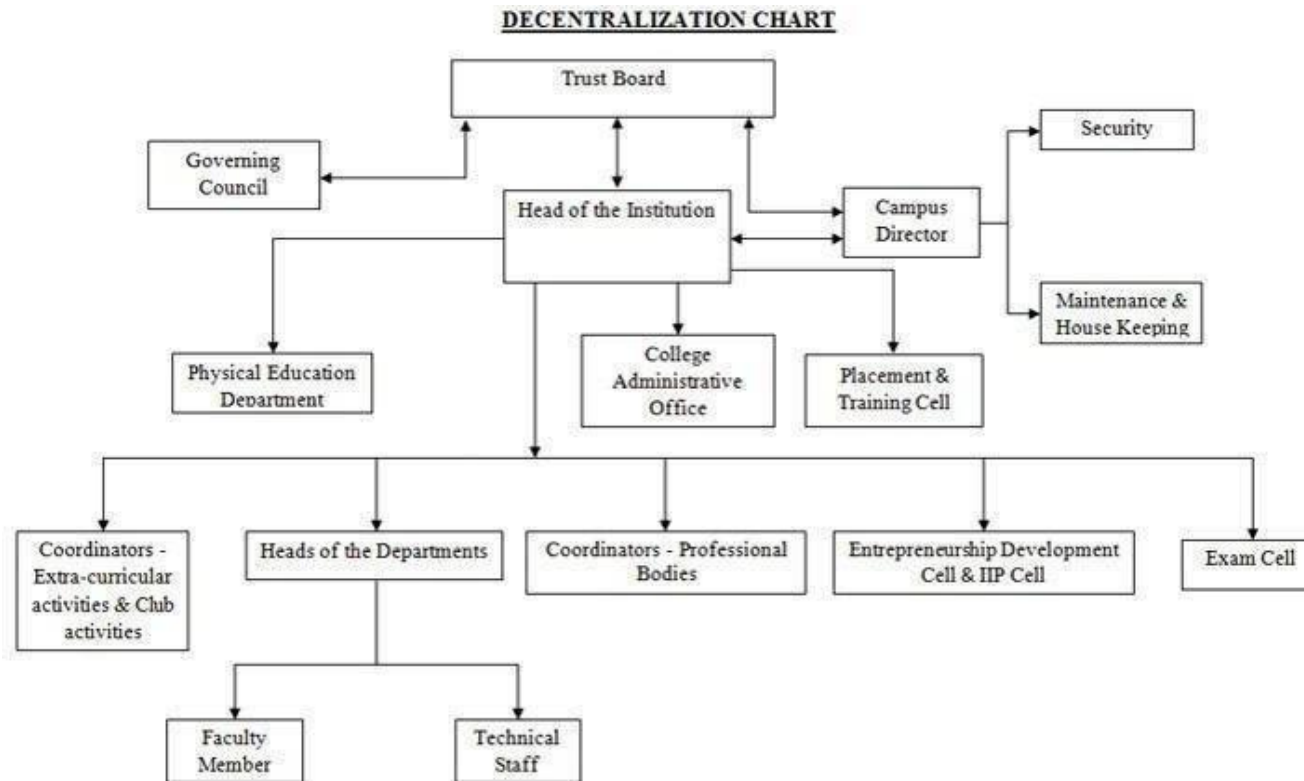 DECENTRALIZATION CHART
Trust Board
Security
Governing
Council
Head of the Institution
Campus
Director
Maintenance &
House Keeping
Physical Education
Department
College
Administrative
Office
Placement &
Training Cell
Coordinators -
Extra-curricular
activities & Club
activities
Heads of the Departments
Coordinators - Professional
Bodies
Entrepreneurship Development
Cell & IIP Cell
Exam Cell
Faculty
Member
Technical
Staff